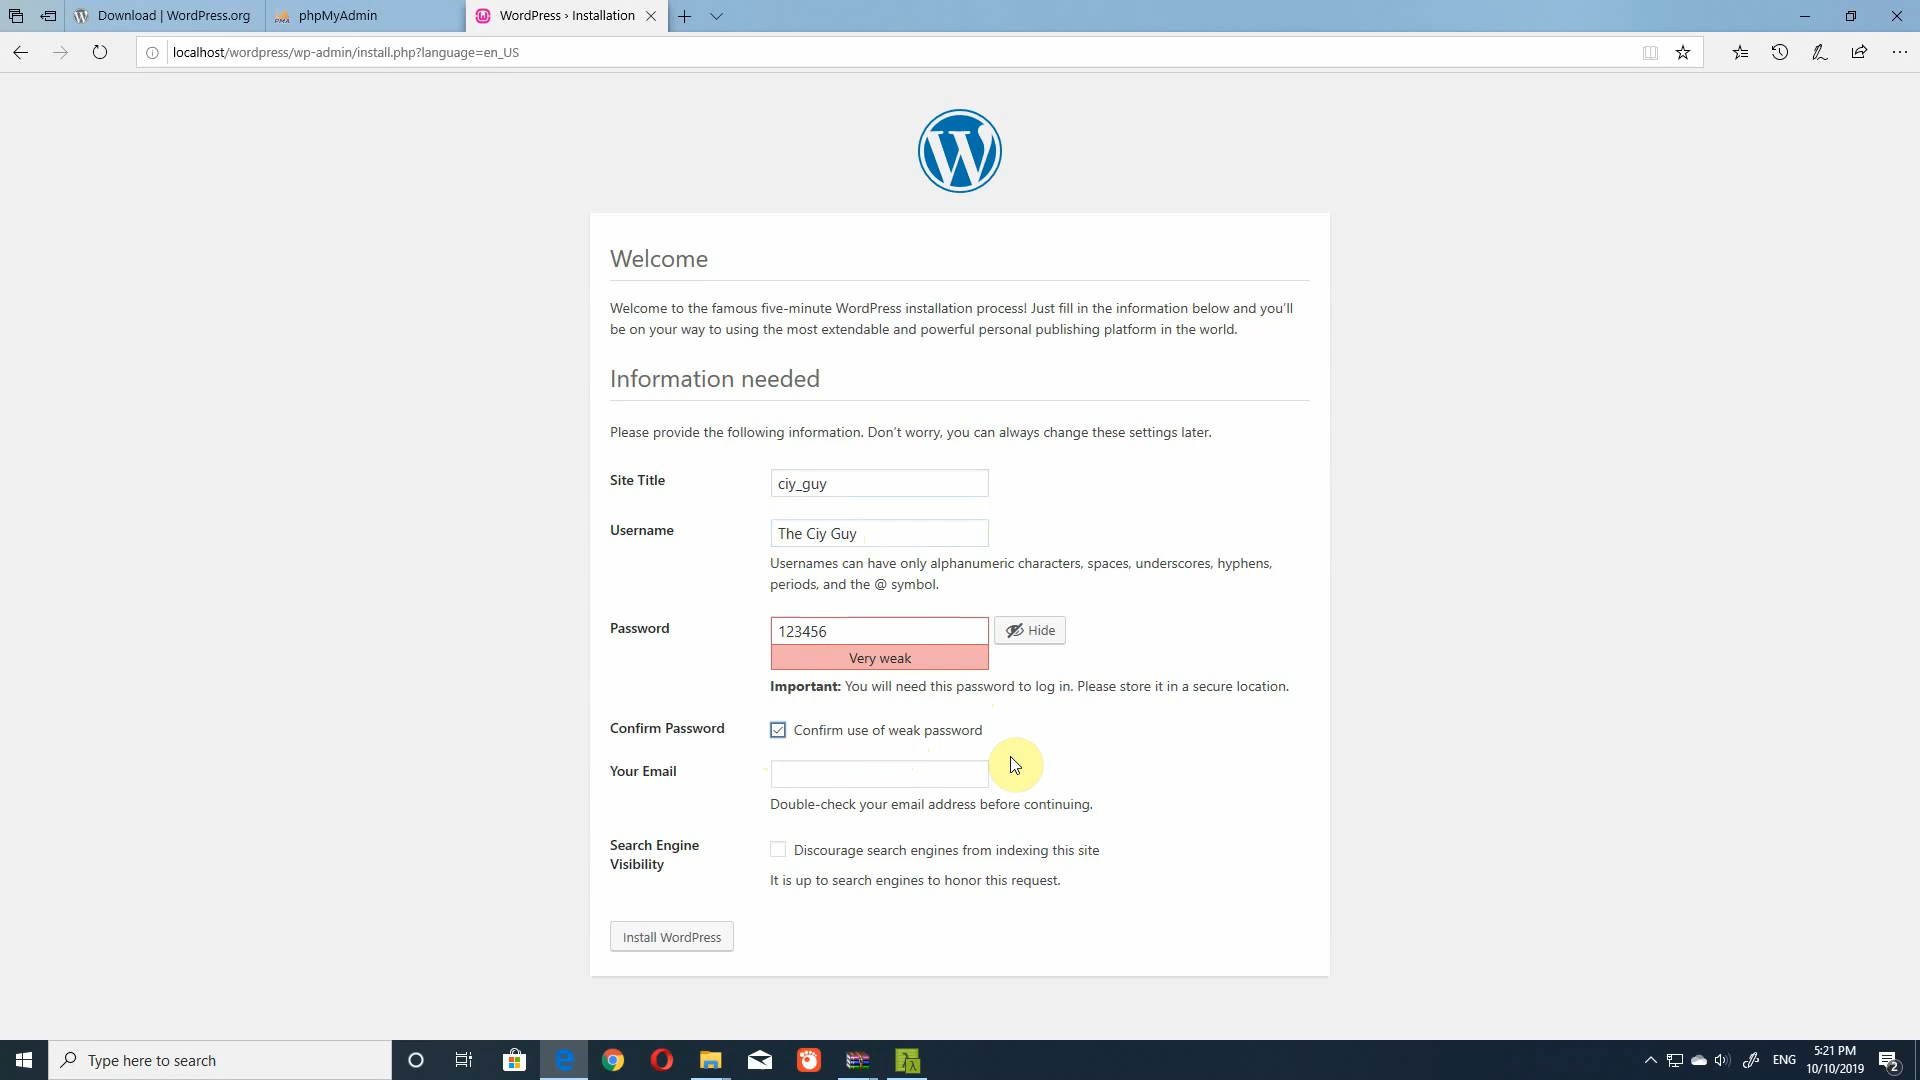 Download | WordPress.org
phpMyAdmin
WordPress › Installation
localhost/wordpress/wp-admin/install.php?language=en_US
Welcome
Welcome to the famous five-minute WordPress installation process! Just fill in the information below and you’ll
be on your way to using the most extendable and powerful personal publishing platform in the world.
Information needed
Please provide the following information. Don’t worry, you can always change these settings later.
Site Title
ciy_guy
Username
The Ciy Guy
Usernames can have only alphanumeric characters, spaces, underscores, hyphens,
periods, and the @ symbol.
Password
123456
Hide
Very weak
Important: You will need this password to log in. Please store it in a secure location.
Confirm Password
Confirm use of weak password
Your Email
Double-check your email address before continuing.
Search Engine
Visibility
Discourage search engines from indexing this site
It is up to search engines to honor this request.
Install WordPress
Type here to search
ENG
5:21 PM
10/10/2019
2